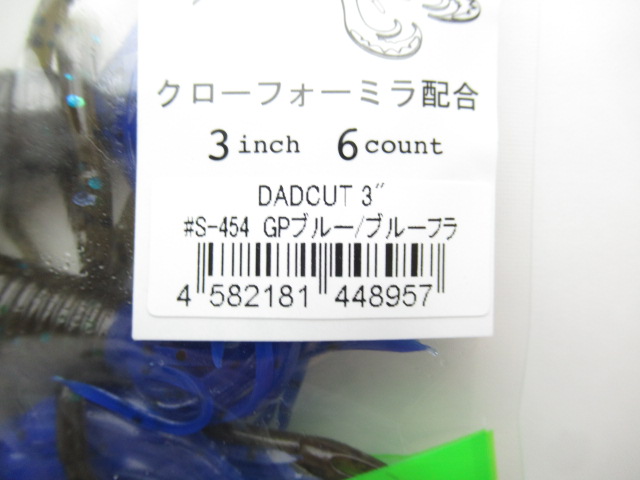 クローフォーミラ配合
3 inch 6 count
DADCUT 3″
#S-454 GPブルー/ブルーフラ
4 582181 448957